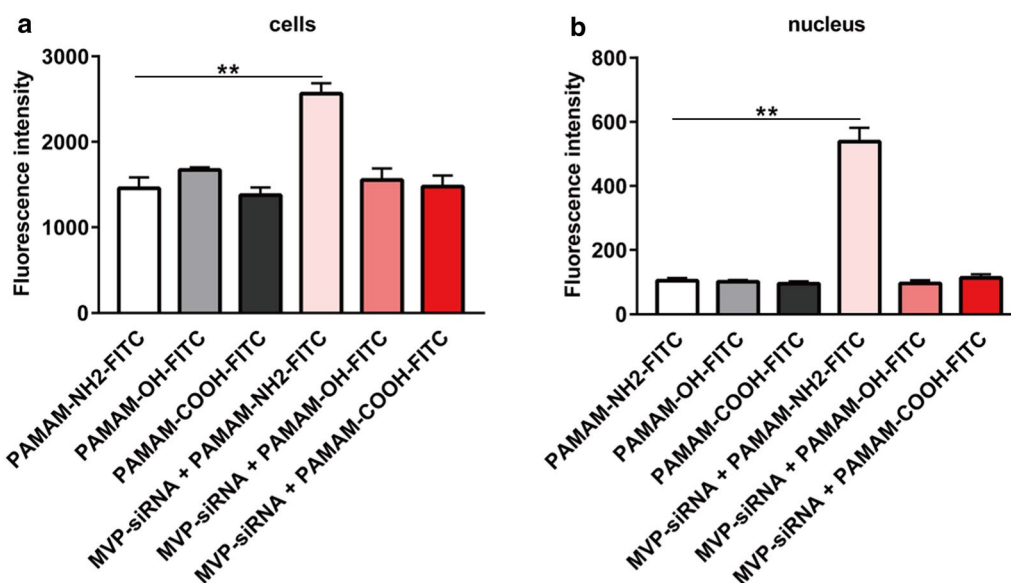 a
cells
Fluorescence intensity
3000
2000
1000
0
**
PAMAM-NH2-FITC
PAMAM-OH-FITC
PAMAM-COOH-FITC
MVP-siRNA + PAMAM-NH2-FITC
MVP-siRNA + PAMAM-OH-FITC
MVP-siRNA + PAMAM-COOH-FITC
b
nucleus
Fluorescence intensity
800
600
400
200
0
**
PAMAM-NH2-FITC
PAMAM-OH-FITC
PAMAM-COOH-FITC
MVP-siRNA + PAMAM-NH2-FITC
MVP-siRNA + PAMAM-OH-FITC
MVP-siRNA + PAMAM-COOH-FITC